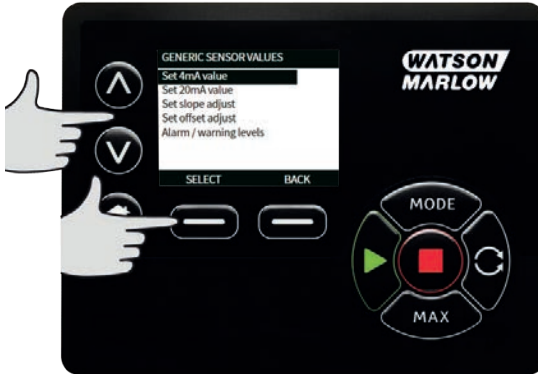 GENERIC SENSOR VALUES
Set 4mA value
Set 20mA value
Set slope adjust
Set offset adjust
Alarm / warning levels
SELECT BACK
WATSON
MARLOW
MODE
MAX